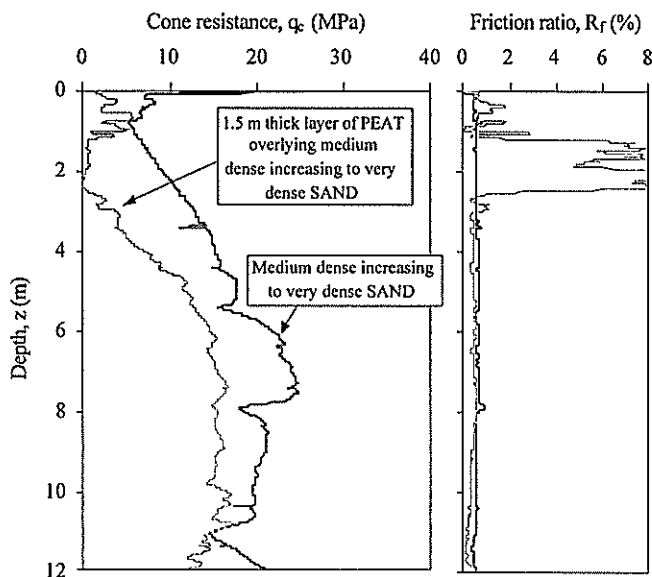 Cone resistance, qc (MPa)
Friction ratio, Rf (%)
0 10 20 30 40
0 2 4 6 8
Depth, z (m)
0
2
4
6
8
10
12
1.5 m thick layer of PEAT
overlying medium
dense increasing to very
dense SAND
Medium dense increasing
to very dense SAND